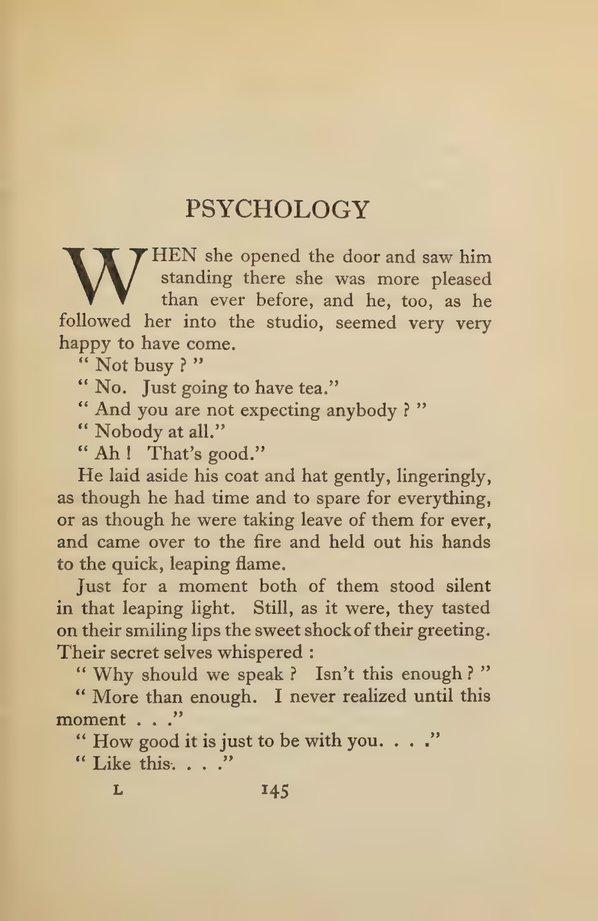 PSYCHOLOGY
WHEN she opened the door and saw him
standing there she was more pleased
than ever before, and he, too, as he
followed her into the studio, seemed very very
happy to have come.
“ Not busy ? ”
“ No. Just going to have tea.”
“ And you are not expecting anybody ? ”
“ Nobody at all.”
“ Ah ! That’s good.”
He laid aside his coat and hat gently, lingeringly,
as though he had time and to spare for everything,
or as though he were taking leave of them for ever,
and came over to the fire and held out his hands
to the quick, leaping flame.
Just for a moment both of them stood silent
in that leaping light. Still, as it were, they tasted
on their smiling lips the sweet shock of their greeting.
Their secret selves whispered :
“ Why should we speak ? Isn’t this enough ? ”
“ More than enough. I never realized until this
moment . . .”
“ How good it is just to be with you. . . .”
“ Like this. . . .”
L 145